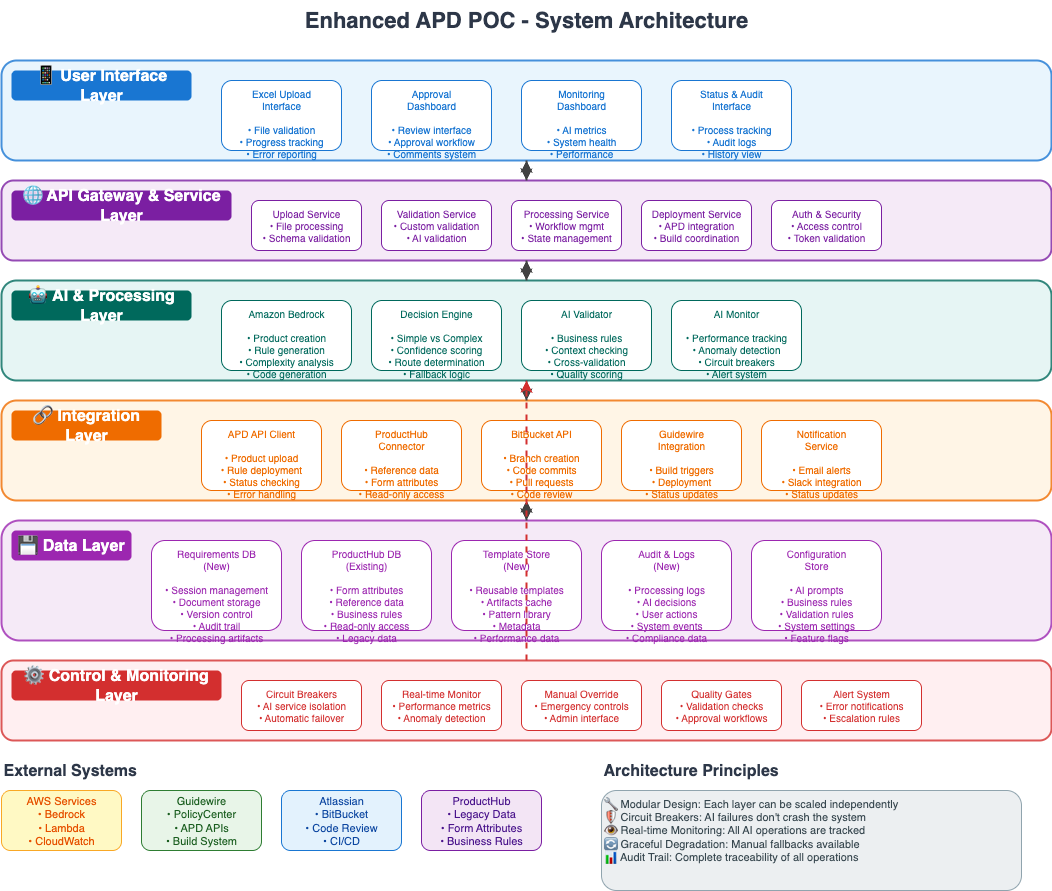 Enhanced APD POC - System Architecture
📱 User Interface
Layer
Excel Upload
Interface
• File validation
• Progress tracking
• Error reporting
Approval
Dashboard
• Review interface
• Approval workflow
• Comments system
Monitoring
Dashboard
• AI metrics
• System health
• Performance
Status & Audit
Interface
• Process tracking
• Audit logs
• History view
🌐 API Gateway & Service
Layer
Upload Service
• File processing
• Schema validation
Validation Service
• Custom validation
• AI validation
Processing Service
• Workflow mgmt
• State management
Deployment Service
• APD integration
• Build coordination
Auth & Security
• Access control
• Token validation
🤖 AI & Processing
Layer
Amazon Bedrock
• Product creation
• Rule generation
• Complexity analysis
• Code generation
Decision Engine
• Simple vs Complex
• Confidence scoring
• Route determination
• Fallback logic
AI Validator
• Business rules
• Context checking
• Cross-validation
• Quality scoring
AI Monitor
• Performance tracking
• Anomaly detection
• Circuit breakers
• Alert system
🔗 Integration
Layer
APD API Client
• Product upload
• Rule deployment
• Status checking
• Error handling
ProductHub
Connector
• Reference data
• Form attributes
• Read-only access
BitBucket API
• Branch creation
• Code commits
• Pull requests
• Code review
Guidewire
Integration
• Build triggers
• Deployment
• Status updates
Notification
Service
• Email alerts
• Slack integration
• Status updates
💾 Data Layer
Requirements DB
(New)
• Session management
• Document storage
• Version control
• Audit trail
• Processing artifacts
ProductHub DB
(Existing)
• Form attributes
• Reference data
• Business rules
• Read-only access
• Legacy data
Template Store
(New)
• Reusable templates
• Artifacts cache
• Pattern library
• Metadata
• Performance data
Audit & Logs
(New)
• Processing logs
• AI decisions
• User actions
• System events
• Compliance data
Configuration
Store
• AI prompts
• Business rules
• Validation rules
• System settings
• Feature flags
⚙️ Control & Monitoring
Layer
Circuit Breakers
• AI service isolation
• Automatic failover
Real-time Monitor
• Performance metrics
• Anomaly detection
Manual Override
• Emergency controls
• Admin interface
Quality Gates
• Validation checks
• Approval workflows
Alert System
• Error notifications
• Escalation rules
External Systems
AWS Services
• Bedrock
• Lambda
• CloudWatch
Guidewire
• PolicyCenter
• APD APIs
• Build System
Atlassian
• BitBucket
• Code Review
• CI/CD
ProductHub
• Legacy Data
• Form Attributes
• Business Rules
Architecture Principles
🔧 Modular Design: Each layer can be scaled independently
🛡️ Circuit Breakers: AI failures don't crash the system
👁️ Real-time Monitoring: All AI operations are tracked
🔄 Graceful Degradation: Manual fallbacks available
📊 Audit Trail: Complete traceability of all operations